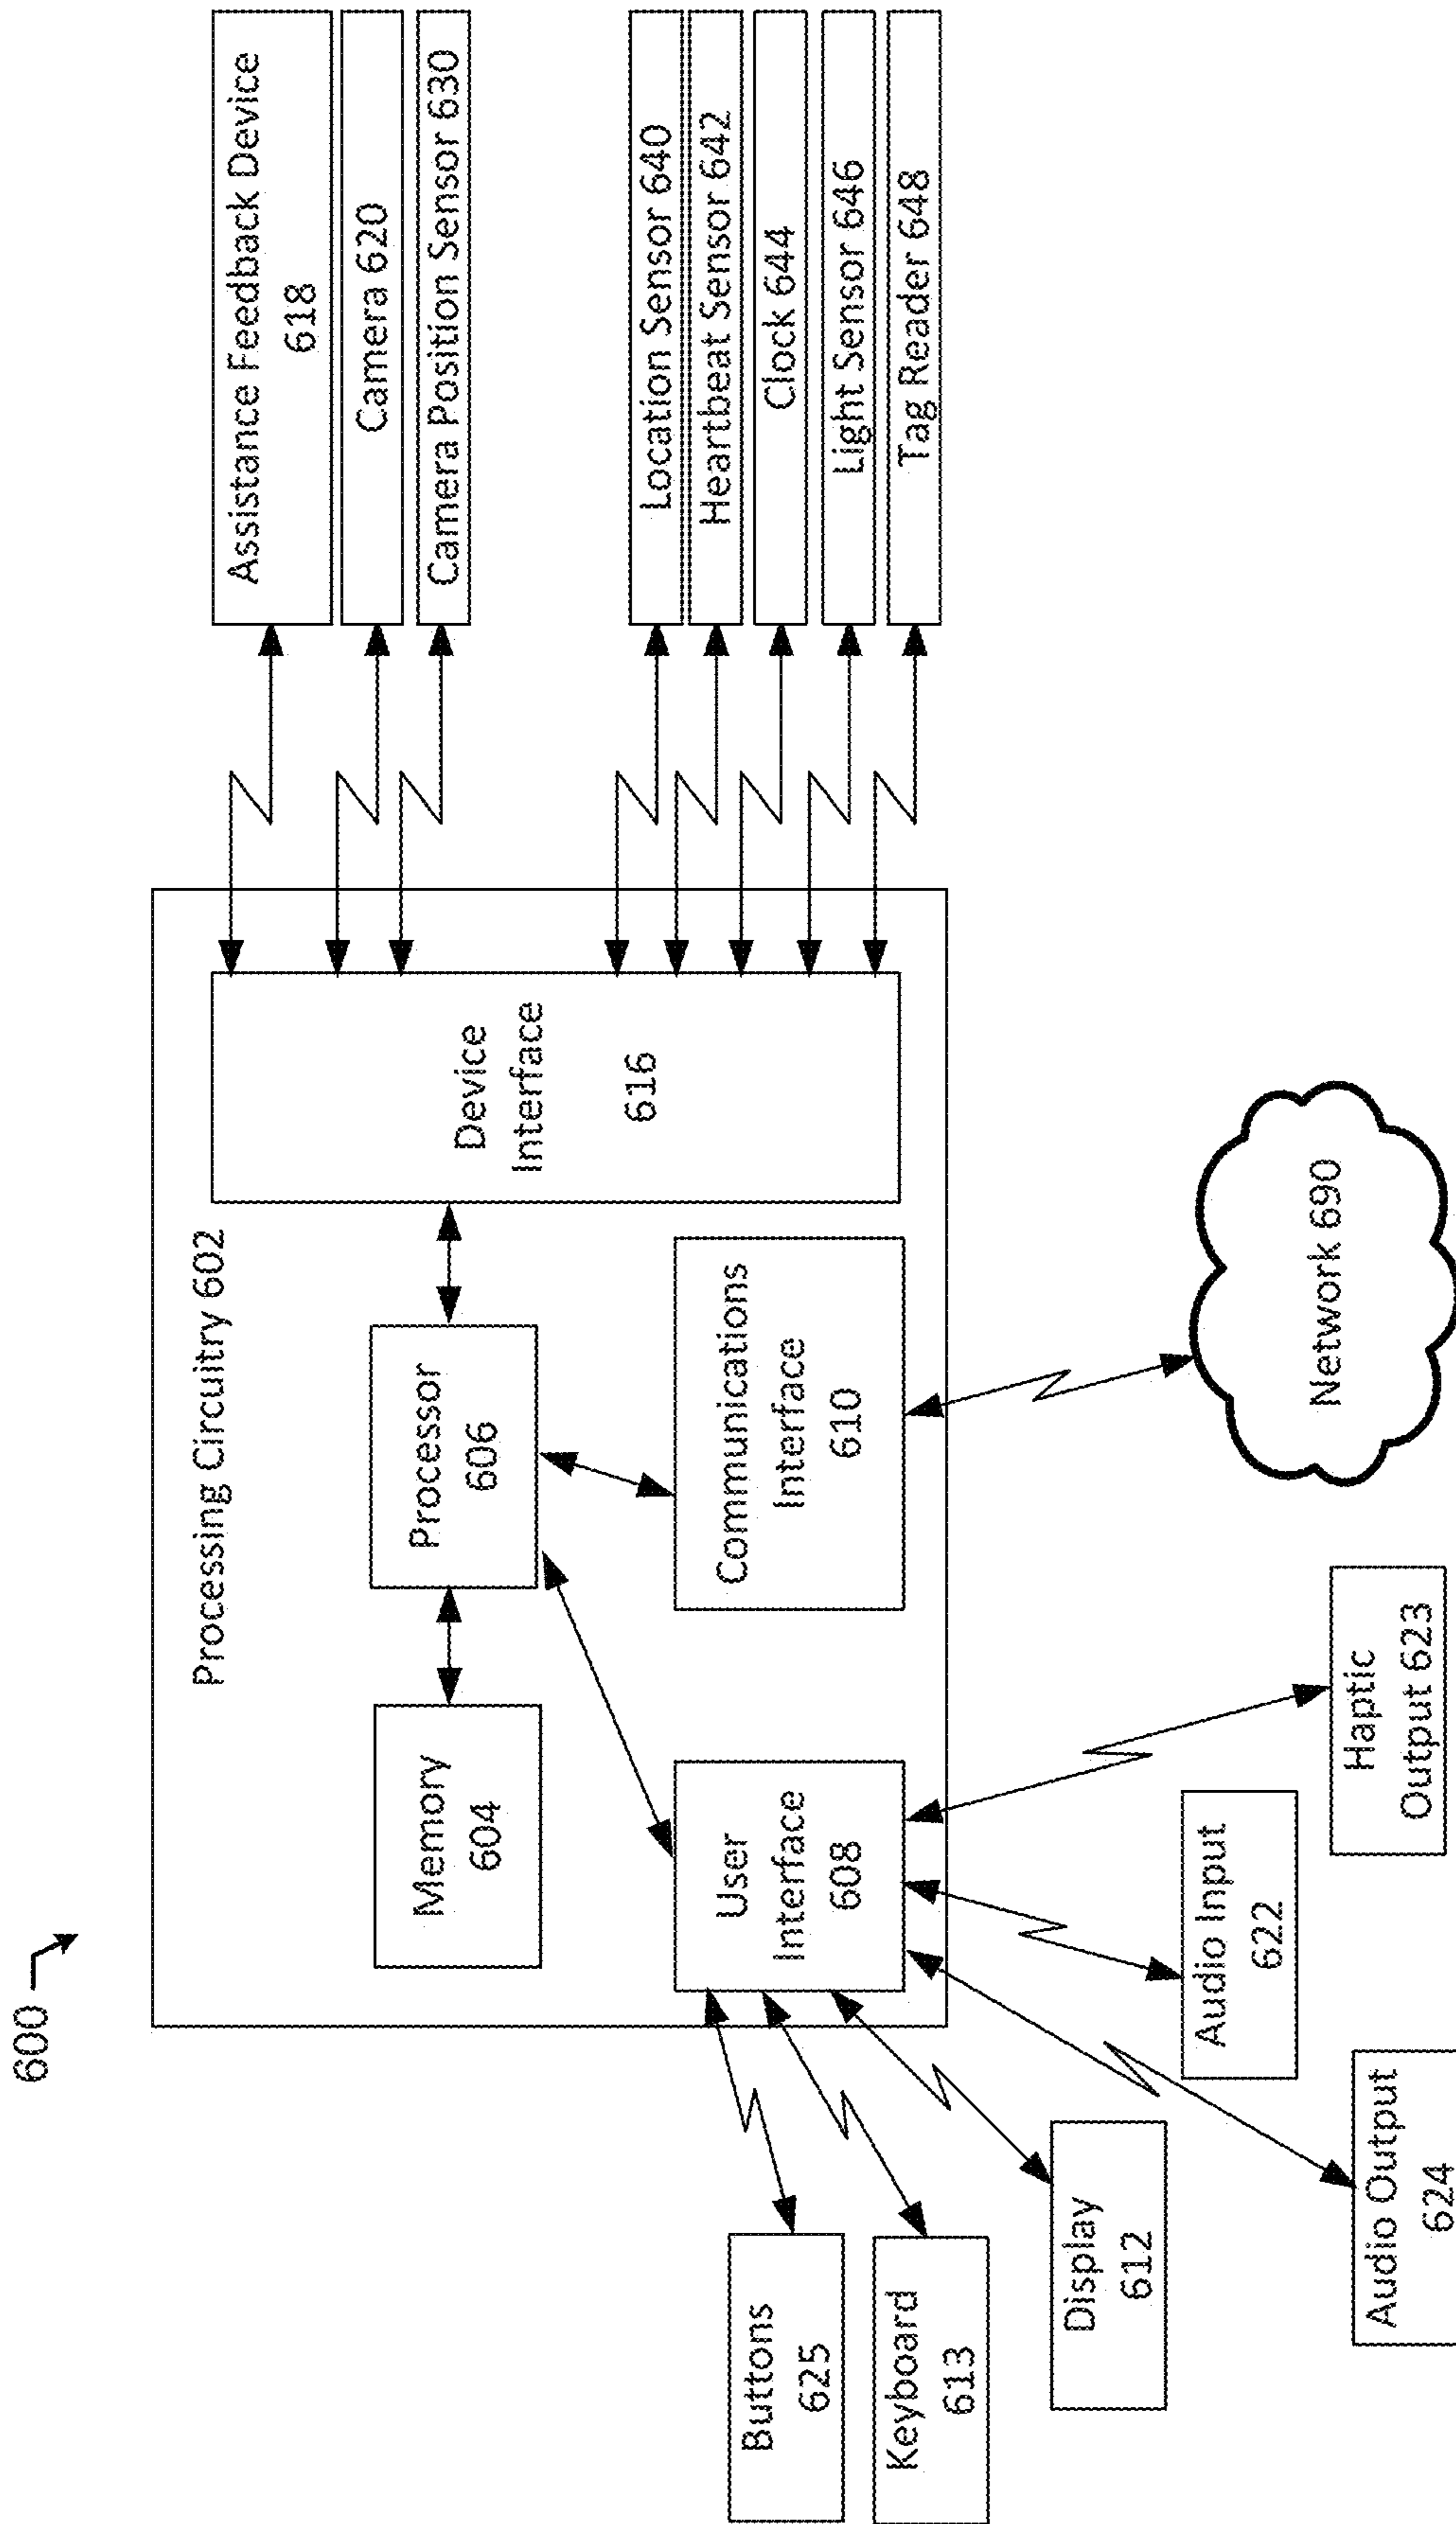 600
Processing Circuitry 602
Memory
604
Processor
606
Device
Interface
616
User
Interface
608
Communications
Interface
610
Assistance Feedback Device
618
Camera 620
Camera Position Sensor 630
Location Sensor 640
Heartbeat Sensor 642
Clock 644
Light Sensor 646
Tag Reader 648
Buttons
625
Keyboard
613
Display
612
Audio Output
624
Audio Input
622
Haptic
Output 623
Network 690